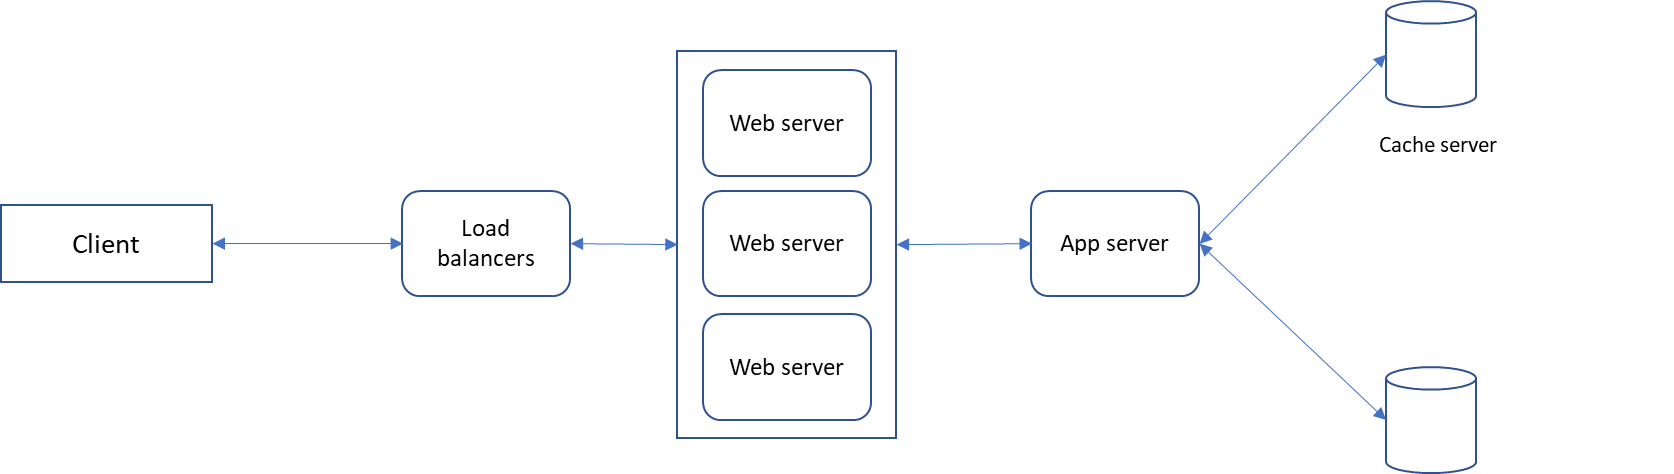 Client
Load
balancers
Web server
Web server
Web server
App server
Cache server